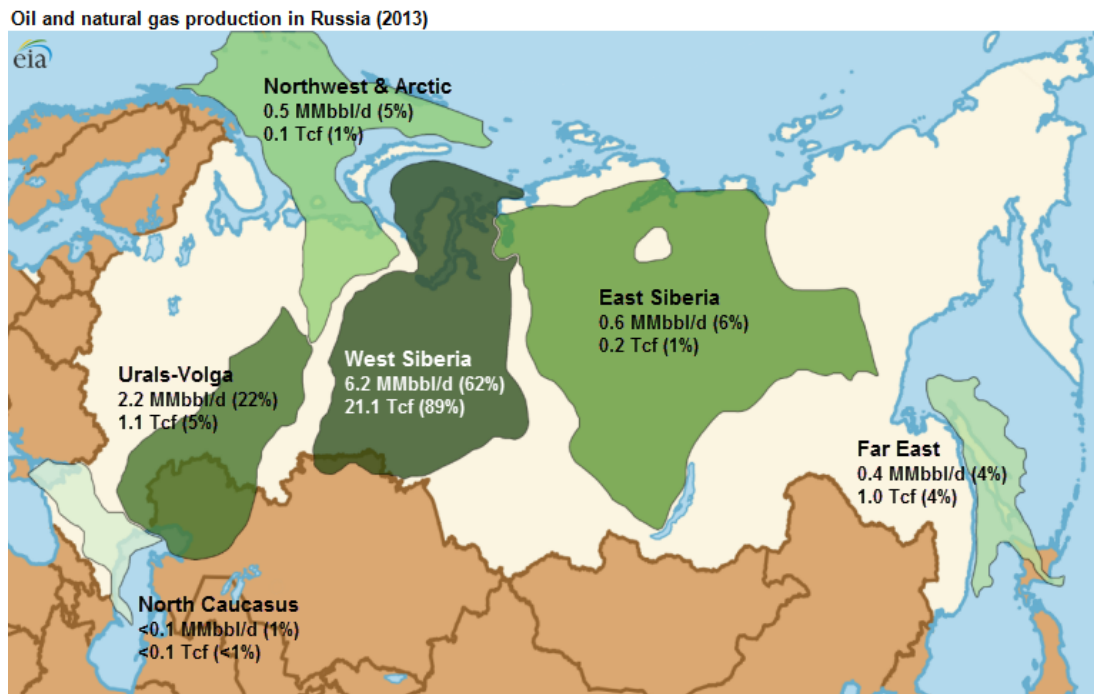 Oil and natural gas production in Russia (2013)
eia
Northwest & Arctic
0.5 MMbbl/d (5%)
0.1 Tcf (1%)
East Siberia
0.6 MMbbl/d (6%)
0.2 Tcf (1%)
West Siberia
6.2 MMbbl/d (62%)
21.1 Tcf (89%)
Urals-Volga
2.2 MMbbl/d (22%)
1.1 Tcf (5%)
Far East
0.4 MMbbl/d (4%)
1.0 Tcf (4%)
North Caucasus
<0.1 MMbbl/d (1%)
<0.1 Tcf (<1%)